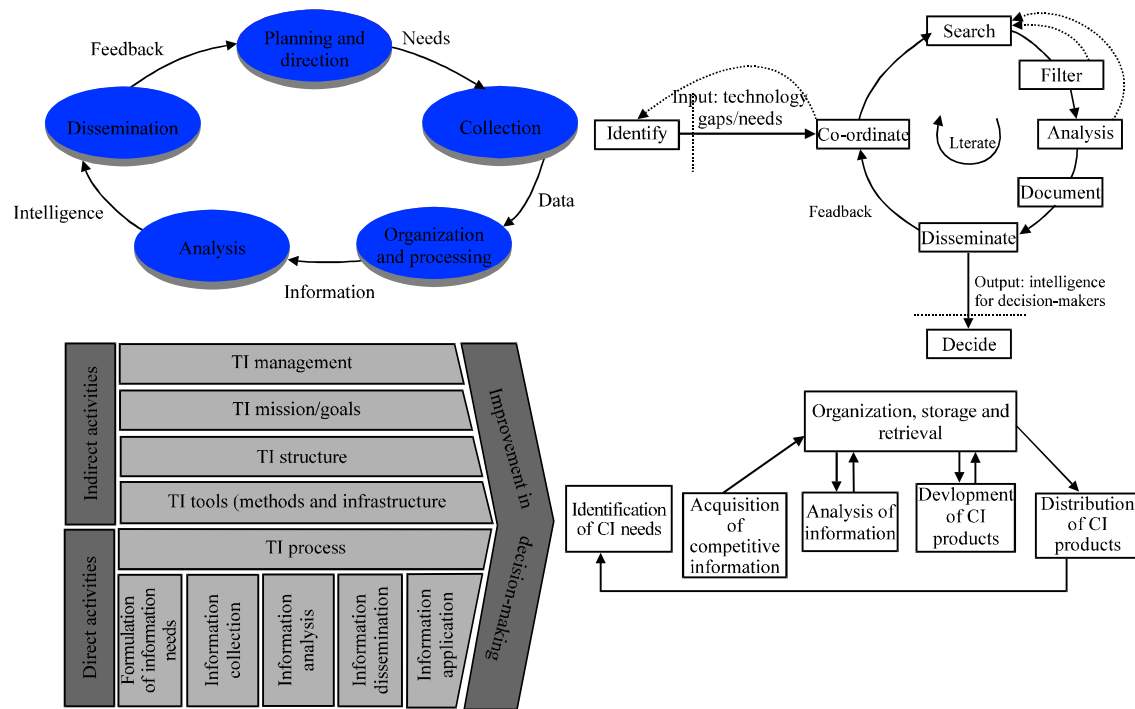 Planning and
direction
Feedback
Needs
Dissemination
Collection
Intelligence
Data
Analysis
Organization
and processing
Information
Search
Filter
Input: technology
gaps/needs
Identify
Co-ordinate
Analysis
Lterate
Document
Feadback
Disseminate
Output: intelligence
for decision-makers
Decide
Indirect activities
TI management
TI mission/goals
TI structure
TI tools (methods and infrastructure
Direct activities
TI process
Formulation
of information
needs
Information
collection
Information
analysis
Information
dissemination
Information
application
Improvement in
decision-making
Organization, storage and
retrieval
Identification
of CI needs
Acquisition
of
competitive
information
Analysis of
information
Devlopment
of CI
products
Distribution
of CI
products